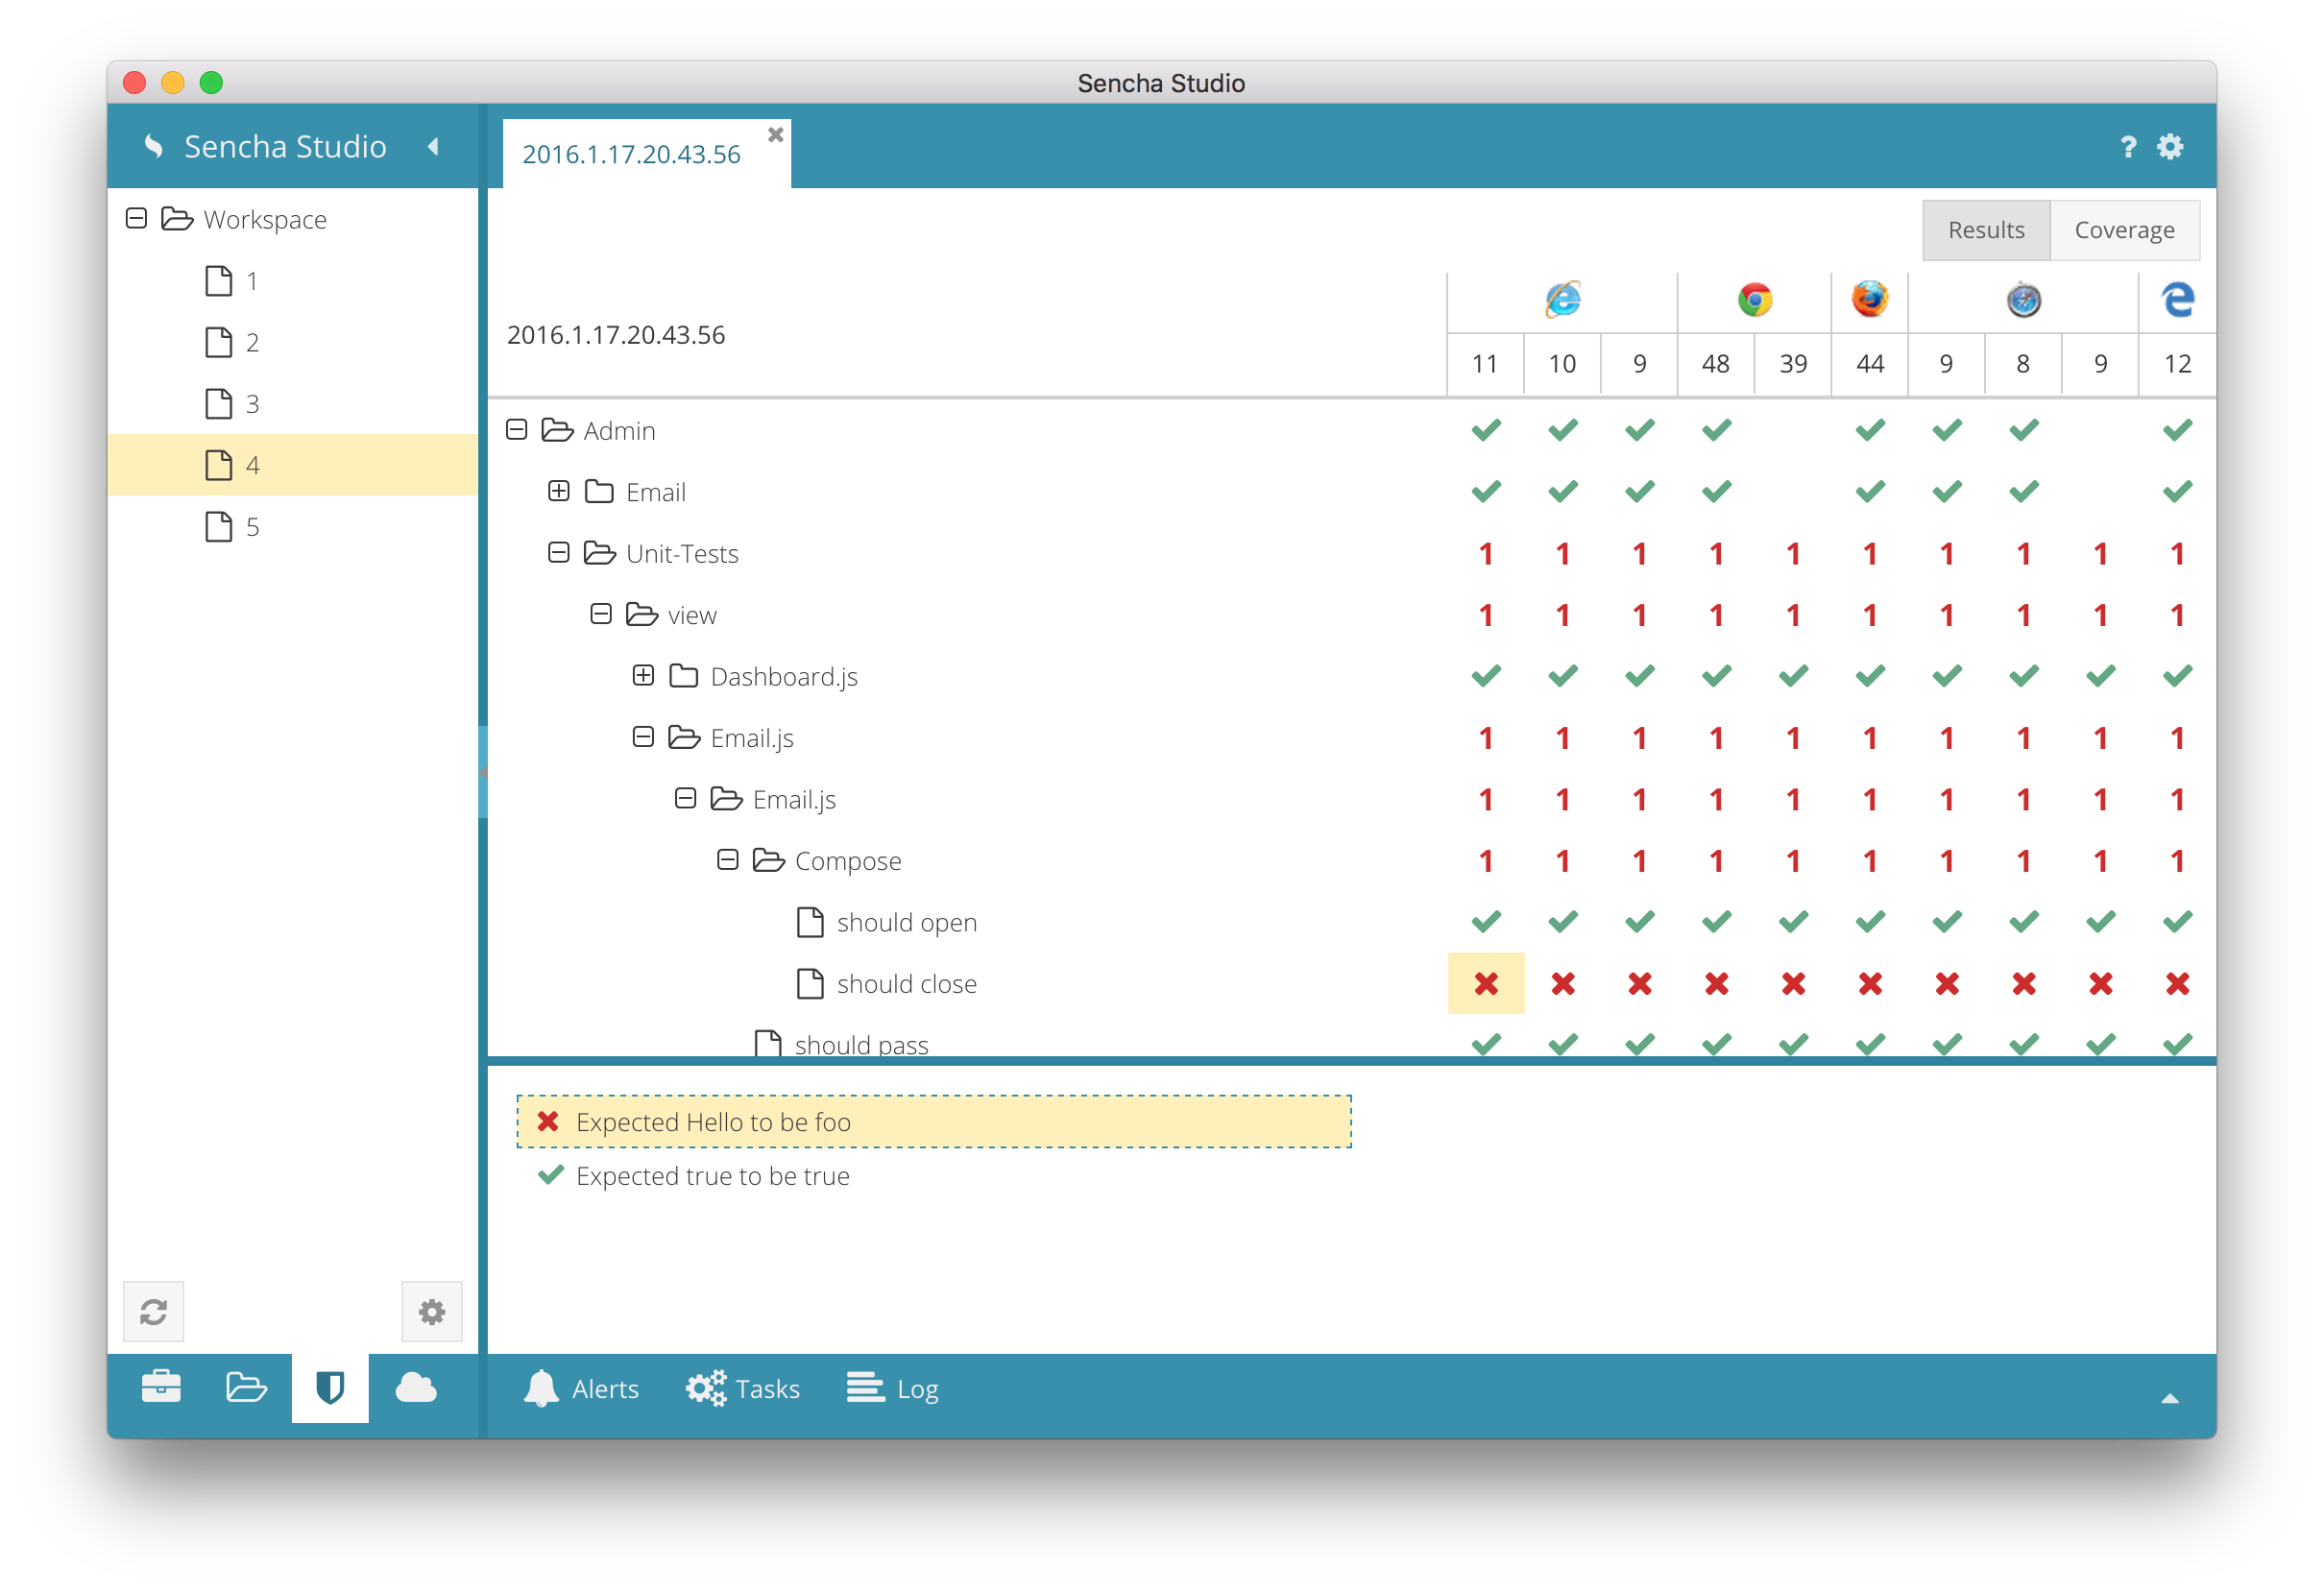 Sencha Studio
Sencha Studio
2016.1.17.20.43.56
?
Workspace
1
2
3
4
5
Results
Coverage
2016.1.17.20.43.56
11 10 9 48 39 44 9 8 9 12
Admin
Email
Unit-Tests 1 1 1 1 1 1 1 1 1 1
view 1 1 1 1 1 1 1 1 1 1
Dashboard.js
Email.js 1 1 1 1 1 1 1 1 1 1
Email.js 1 1 1 1 1 1 1 1 1 1
Compose 1 1 1 1 1 1 1 1 1 1
should open
should close
should pass
Expected Hello to be foo
Expected true to be true
Alerts
Tasks
Log